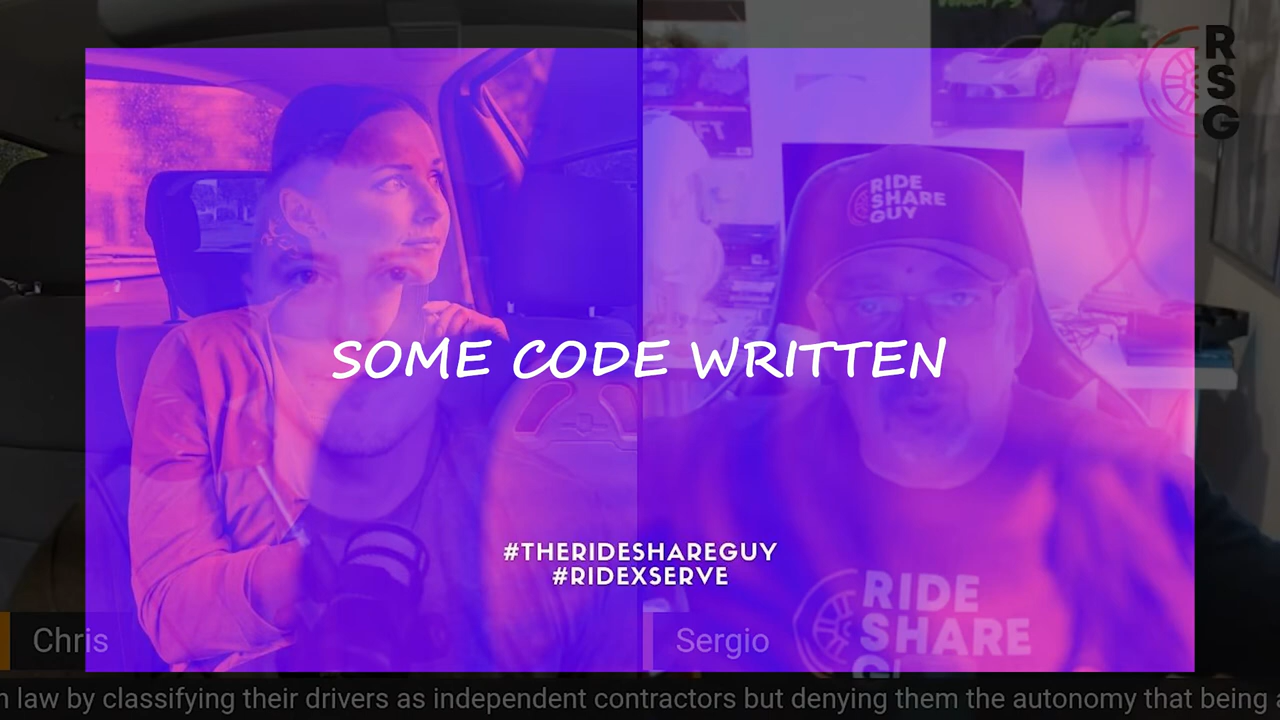 R
S
G
FT
RIDE
SHARE
GUY
SOME CODE WRITTEN
#THERIDESHAREGUY
#RIDEXSERVE
RIDE
SHARE
Chris
Sergio
law by classifying their drivers as independent contractors but denying them the autonomy that being